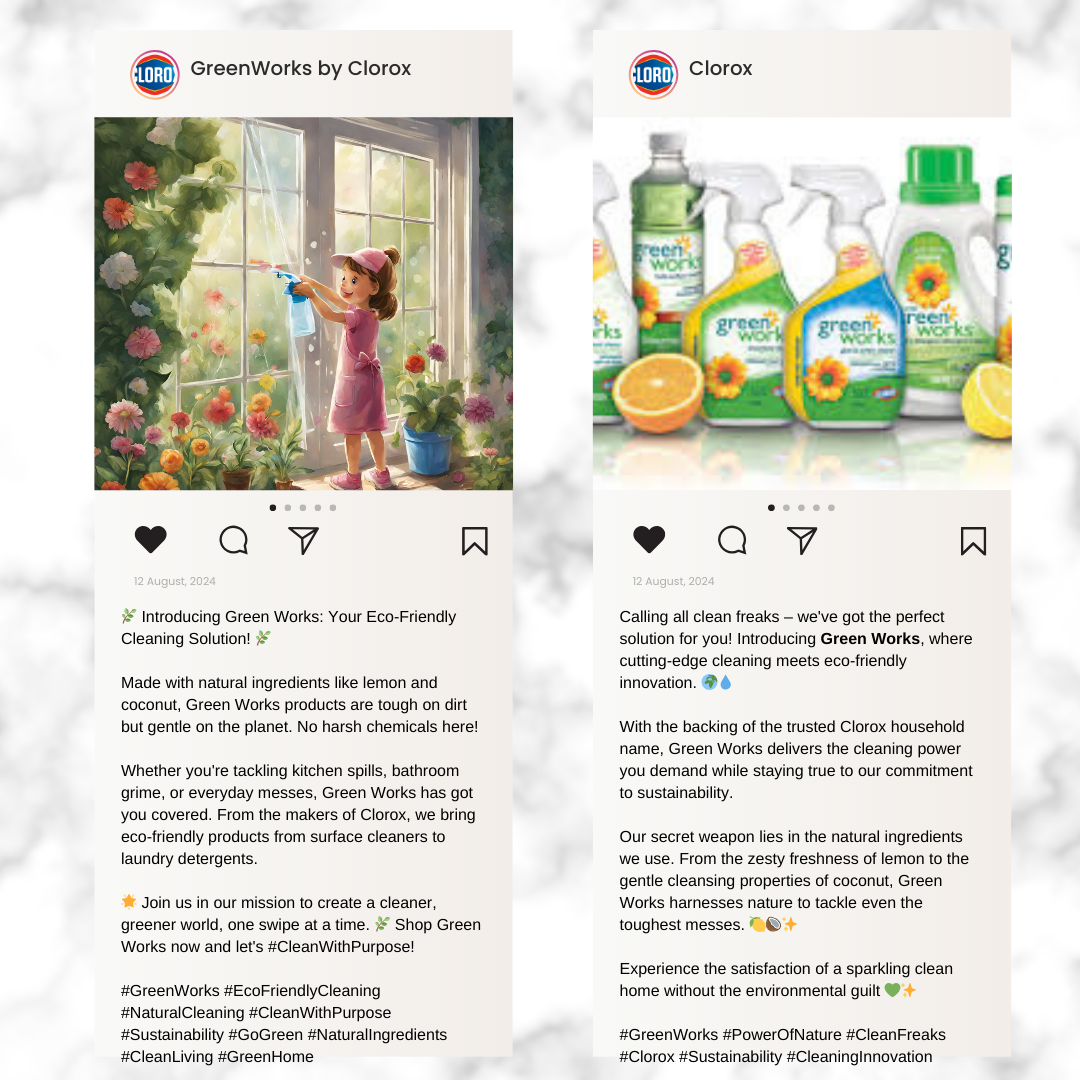 CLORO
GreenWorks by Clorox
12 August, 2024
🌿 Introducing Green Works: Your Eco-Friendly
Cleaning Solution! 🌿
Made with natural ingredients like lemon and
coconut, Green Works products are tough on dirt
but gentle on the planet. No harsh chemicals here!
Whether you're tackling kitchen spills, bathroom
grime, or everyday messes, Green Works has got
you covered. From the makers of Clorox, we bring
eco-friendly products from surface cleaners to
laundry detergents.
🌟 Join us in our mission to create a cleaner,
greener world, one swipe at a time. 🌿 Shop Green
Works now and let's #CleanWithPurpose!
#GreenWorks #EcoFriendlyCleaning
#NaturalCleaning #CleanWithPurpose
#Sustainability #GoGreen #NaturalIngredients
#CleanLiving #GreenHome
CLORO
Clorox
green
works
green
works
green
works
green
works
12 August, 2024
Calling all clean freaks – we've got the perfect
solution for you! Introducing Green Works, where
cutting-edge cleaning meets eco-friendly
innovation. 🌍💧
With the backing of the trusted Clorox household
name, Green Works delivers the cleaning power
you demand while staying true to our commitment
to sustainability.
Our secret weapon lies in the natural ingredients
we use. From the zesty freshness of lemon to the
gentle cleansing properties of coconut, Green
Works harnesses nature to tackle even the
toughest messes. 🍋🥥✨
Experience the satisfaction of a sparkling clean
home without the environmental guilt 💚✨
#GreenWorks #PowerOfNature #CleanFreaks
#Clorox #Sustainability #CleaningInnovation